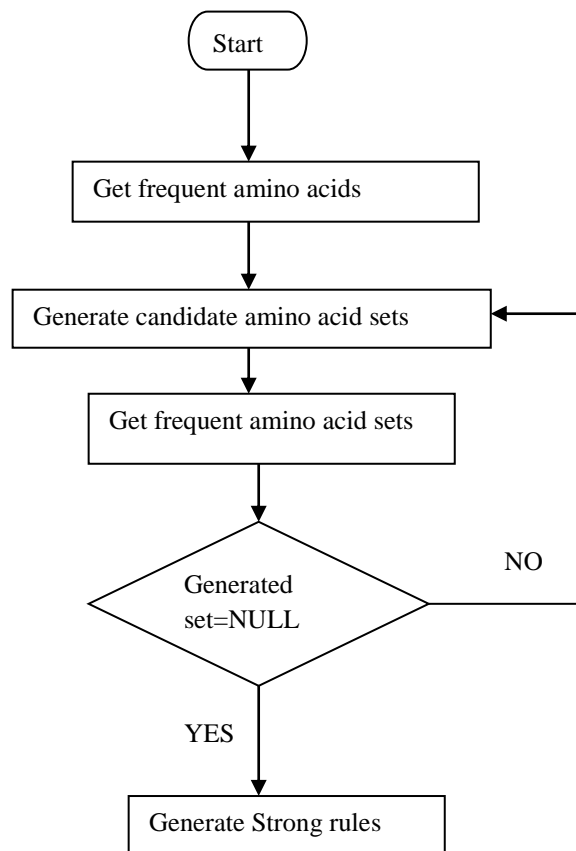 Start
Get frequent amino acids
Generate candidate amino acid sets
Get frequent amino acid sets
Generated
set=NULL
NO
YES
Generate Strong rules